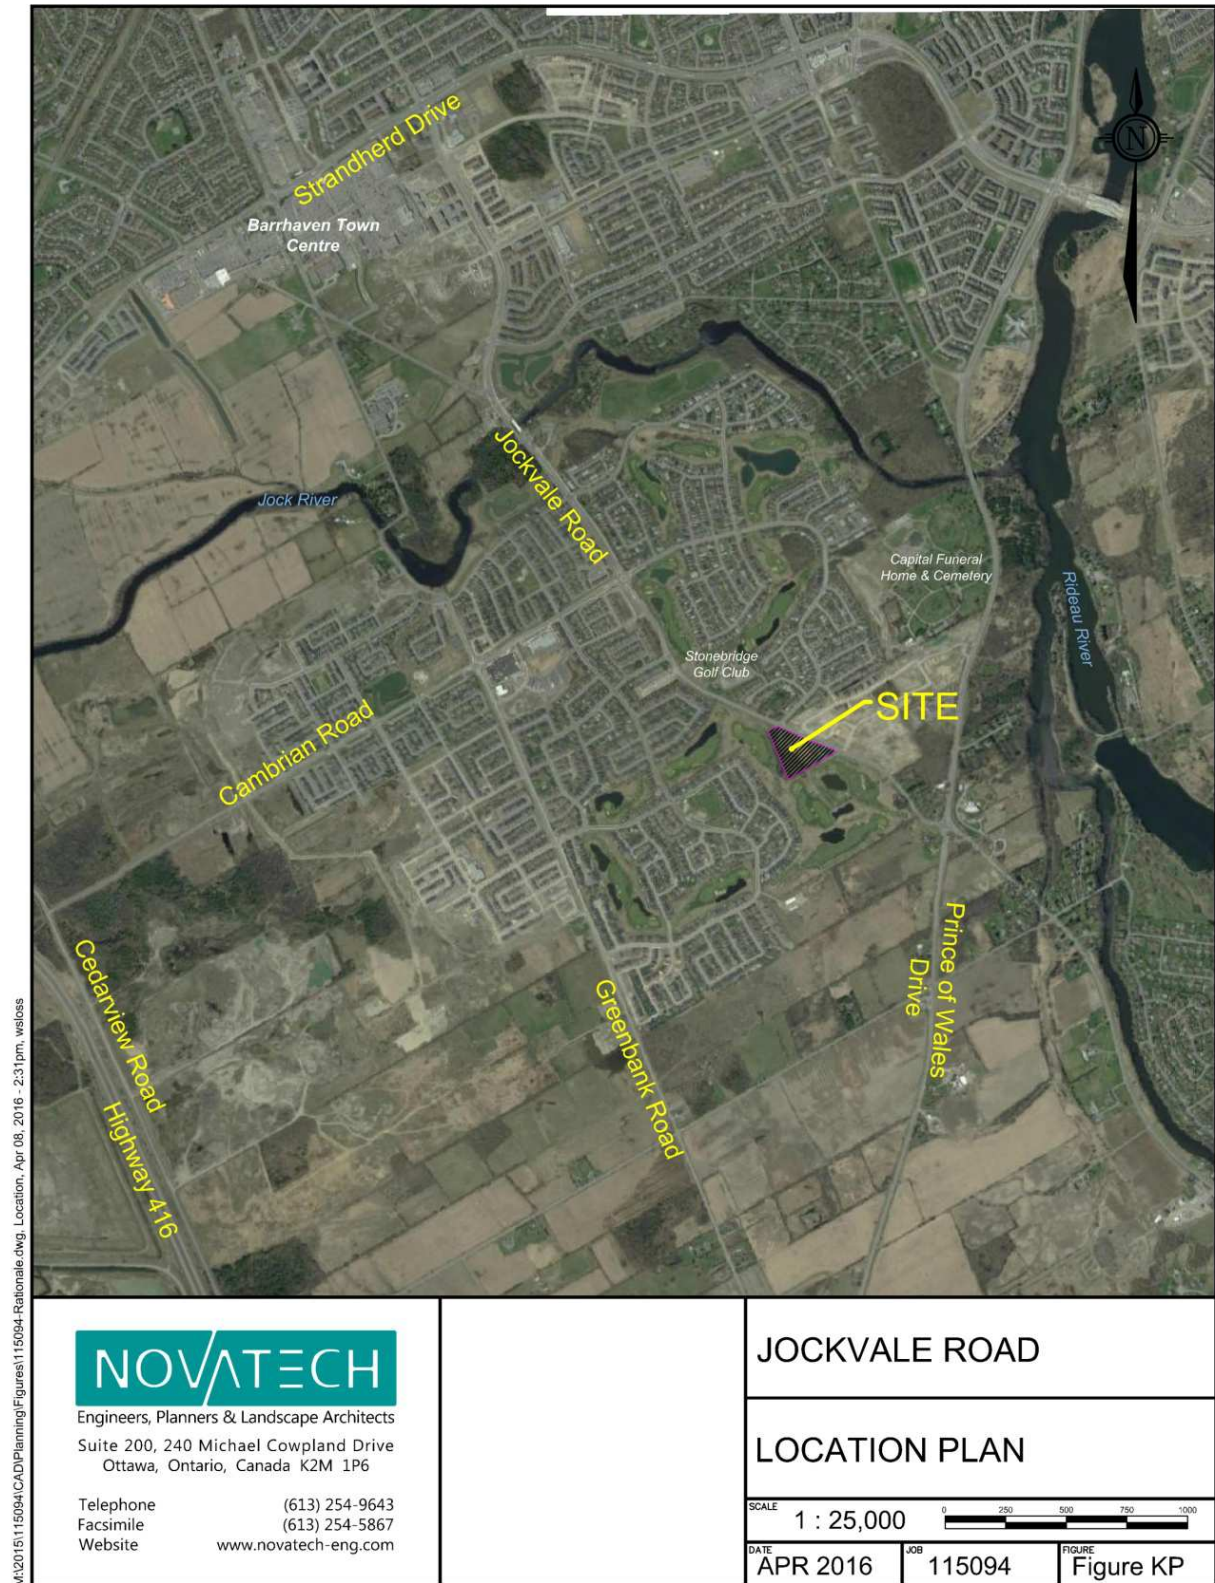 Strandherd Drive
Barrhaven Town
Centre
N
Jockvale Road
Jock River
Capital Funeral
Home & Cemetery
Rideau River
Stonebridge
Golf Club
SITE
Cambrian Road
Prince of Wales
Drive
Cedarview Road
Greenbank Road
Highway 416
M:\2015\115094\CAD\Planning\Figures\115094-Rationale.dwg, Location, Apr 08, 2016 - 2:31pm, wsloss
NOVATECH
Engineers, Planners & Landscape Architects
Suite 200, 240 Michael Cowpland Drive
Ottawa, Ontario, Canada K2M 1P6
Telephone (613) 254-9643
Facsimile (613) 254-5867
Website www.novatech-eng.com
JOCKVALE ROAD
LOCATION PLAN
SCALE
1 : 25,000
0 250 500 750 1000
DATE
APR 2016
JOB
115094
FIGURE
Figure KP